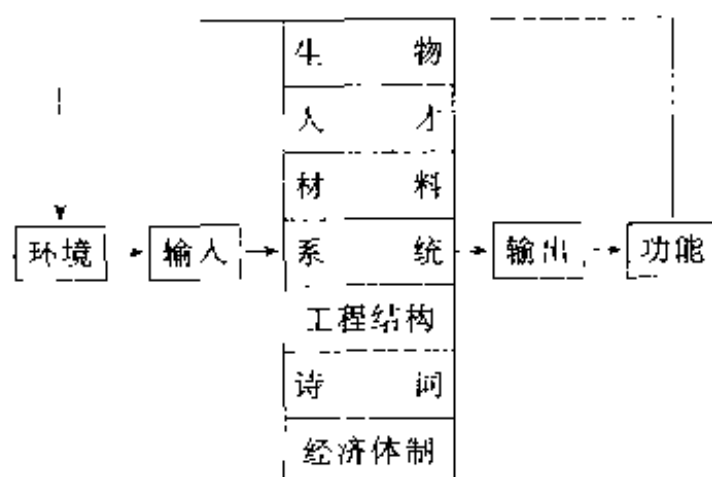 生 物
人 才
材 料
环境 输入 系 统 输出 功能
工程结构
诗 词
经济体制